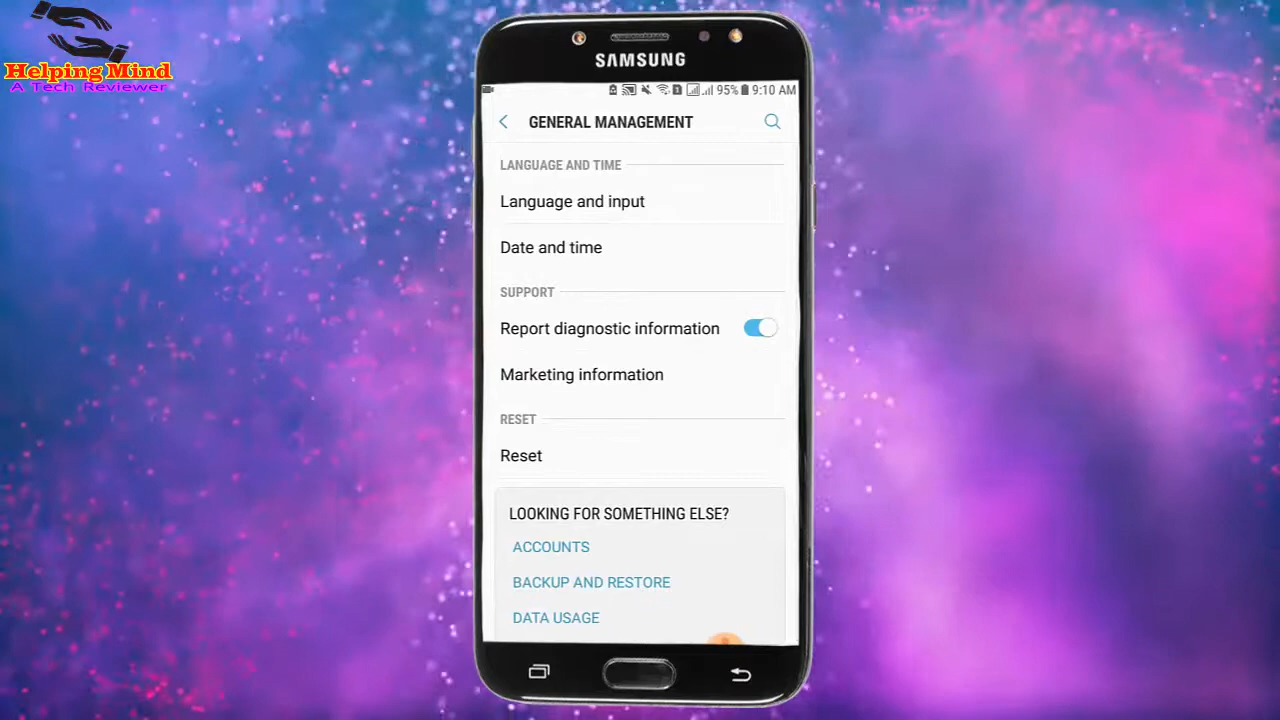 Helping Mind
A Tech Reviewer
SAMSUNG
95% 9:10 AM
GENERAL MANAGEMENT
LANGUAGE AND TIME
Language and input
Date and time
SUPPORT
Report diagnostic information
Marketing information
RESET
Reset
LOOKING FOR SOMETHING ELSE?
ACCOUNTS
BACKUP AND RESTORE
DATA USAGE